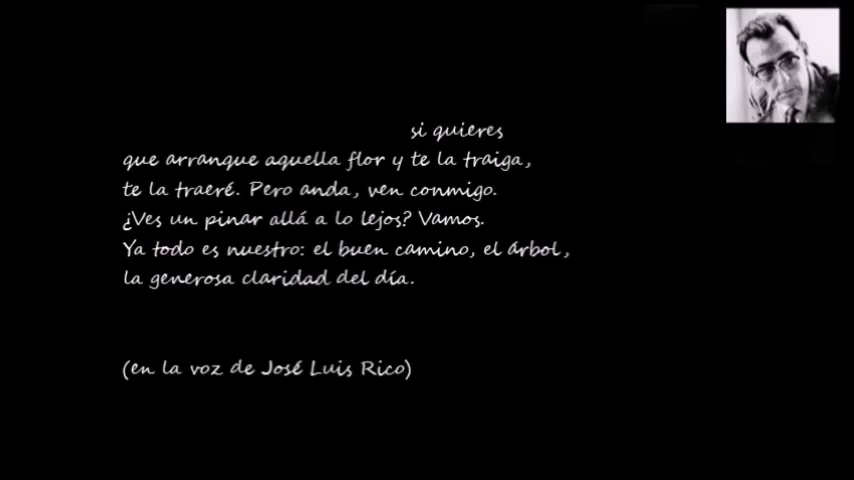 si quieres
que arranque aquella flor y te la traiga,
te la traeré. Pero anda, ven conmigo.
¿Ves un pinar allá a lo lejos? Vamos.
Ya todo es nuestro: el buen camino, el árbol,
la generosa claridad del día.
(en la voz de José Luis Rico)